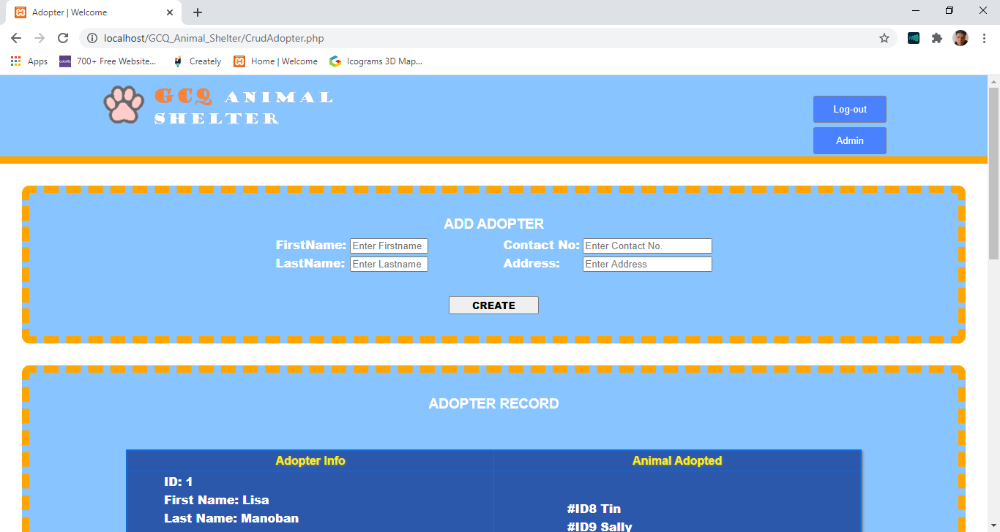 Adopter | Welcome
localhost/GCQ_Animal_Shelter/CrudAdopter.php
Apps 700+ Free Website... Creately Home | Welcome Icograms 3D Map...
GCQ ANIMAL
SHELTER
Log-out
Admin
ADD ADOPTER
FirstName: Enter Firstname Contact No: Enter Contact No.
LastName: Enter Lastname Address: Enter Address
CREATE
ADOPTER RECORD
Adopter Info Animal Adopted
ID: 1
First Name: Lisa
#ID8 Tin
Last Name: Manoban
#ID9 Sally